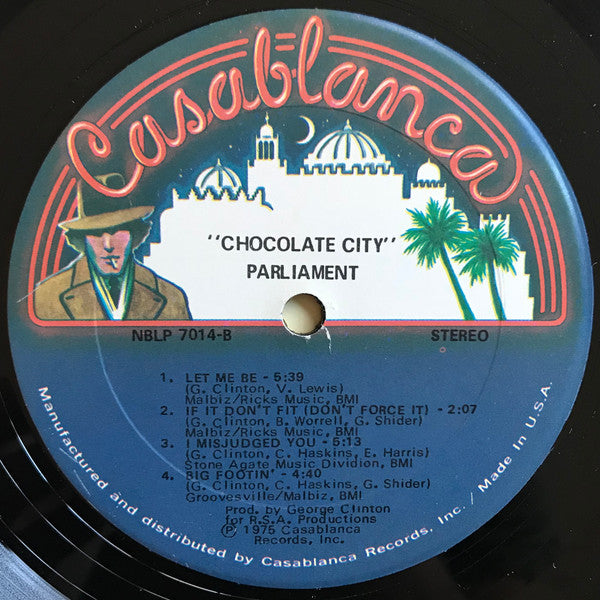 Casablanca
"CHOCOLATE CITY"
PARLIAMENT
NBLP 7014-B
STEREO
1. LET ME BE - 5:39
(G. Clinton, V. Lewis)
Malbiz/Ricks Music, BMI
2. IF IT DON'T FIT (DON'T FORCE IT) - 2:07
(G. Clinton, B. Worrell, G. Shider)
Malbiz/Ricks Music, BMI
3. I MISJUDGED YOU - 5:13
(G. Clinton, C. Haskins, E. Harris)
Stone Agate Music Dividion, BMI
4. BIG FOOTIN' - 4:40
(G. Clinton, C. Haskins, G. Shider)
Groovesville/Malbiz, BMI
Prod. by George Clinton
for R.S.A. Productions
Ⓟ 1975 Casablanca
Records, Inc.
Manufactured and distributed by Casablanca Records, Inc. / Made In U.S.A.